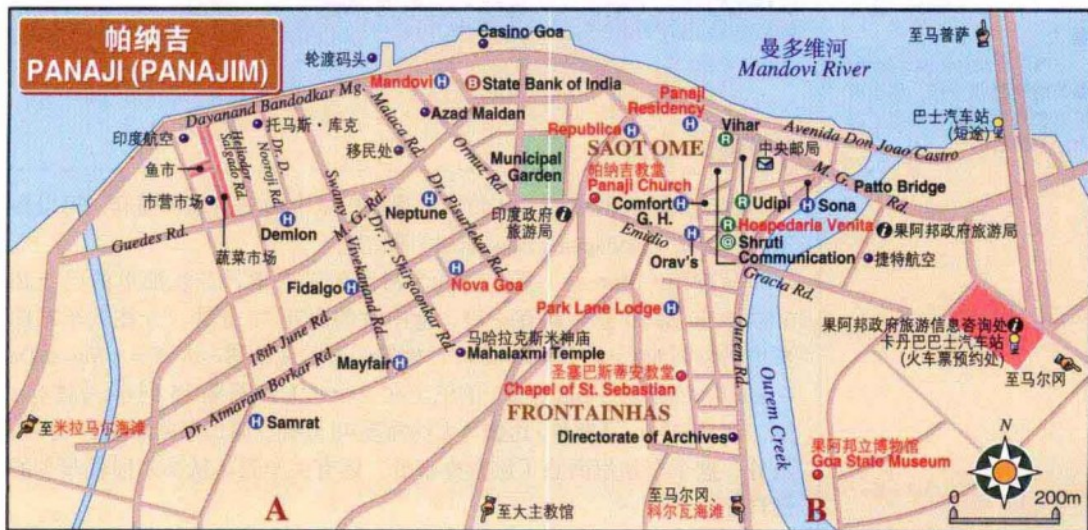 帕纳吉
PANAJI (PANAJIM)
Casino Goa
轮渡码头
曼多维河
Mandovi River
至马普萨
Mandovi
State Bank of India
Dayanand Bandodkar Mg.
Malaca Rd.
Azad Maidan
Panaji
Residency
Republica
Vihar
Avenida Don Joao Castro
巴士汽车站
(短途)
印度航空
托马斯·库克
鱼市
Heliodor
Salgado Rd.
Dr. D.
Nooroji Rd.
移民处
Ormuz Rd.
Municipal
Garden
SAOT OME
中央邮局
帕纳吉教堂
Panaji Church
M. G. Rd.
Patto Bridge
市营市场
Swamy Vivekanand Rd.
M. G. Rd.
Neptune
Dr. Pisurlekar Rd.
印度政府
旅游局
Comfort
G. H.
Udipi
Sona
Guedes Rd.
Demlon
Dr. P. Shirgaonkar Rd.
Emidio
Gracia Rd.
Hospedaria Venita
果阿邦政府旅游局
蔬菜市场
Orav's
Shruti
Communication
捷特航空
Fidalgo
Nova Goa
Park Lane Lodge
18th June Rd.
马哈拉克斯米神庙
Mahalaxmi Temple
Ourem Rd.
果阿邦政府旅游信息咨询处
卡丹巴巴士汽车站
(火车票预约处)
Mayfair
圣塞巴斯蒂安教堂
Chapel of St. Sebastian
至马尔冈
Dr. Atmaram Borkar Rd.
FRONTAINHAS
Ourem Creek
至米拉马尔海滩
Samrat
Directorate of Archives
果阿邦立博物馆
Goa State Museum
N
A
至大主教馆
至马尔冈、
科尔瓦海滩
B
0 200m